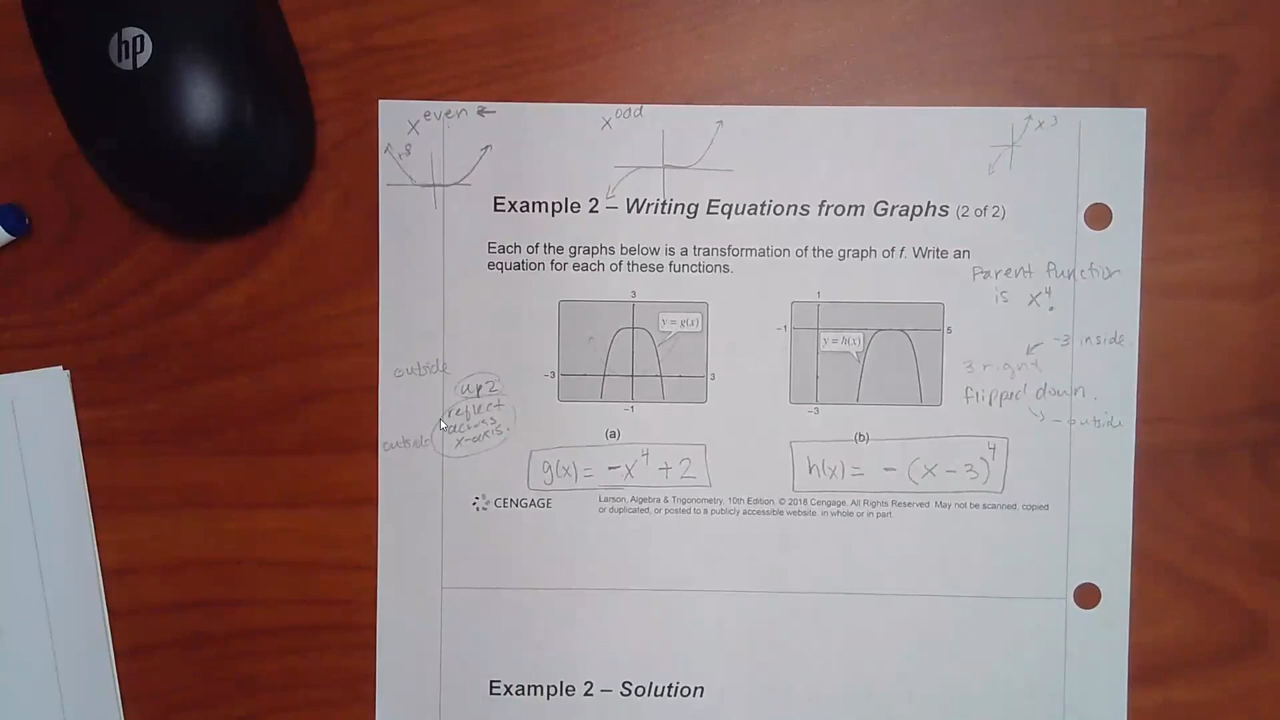 hp
x^even ←
x^8
x^odd
x^3
Example 2 – Writing Equations from Graphs (2 of 2)
Each of the graphs below is a transformation of the graph of f. Write an
equation for each of these functions.
Parent function
is x^4.
3
y = g(x)
-3
3
-1
1
-1
5
y = h(x)
-3
-3 inside
3 right
flipped down.
- outside
outside
up 2
reflect
across
x-axis.
outside
(a)
(b)
g(x) = -x^4 + 2
h(x) = -(x-3)^4
CENGAGE
Larson, Algebra & Trigonometry, 10th Edition. © 2018 Cengage. All Rights Reserved. May not be scanned, copied
or duplicated, or posted to a publicly accessible website, in whole or in part.
Example 2 – Solution